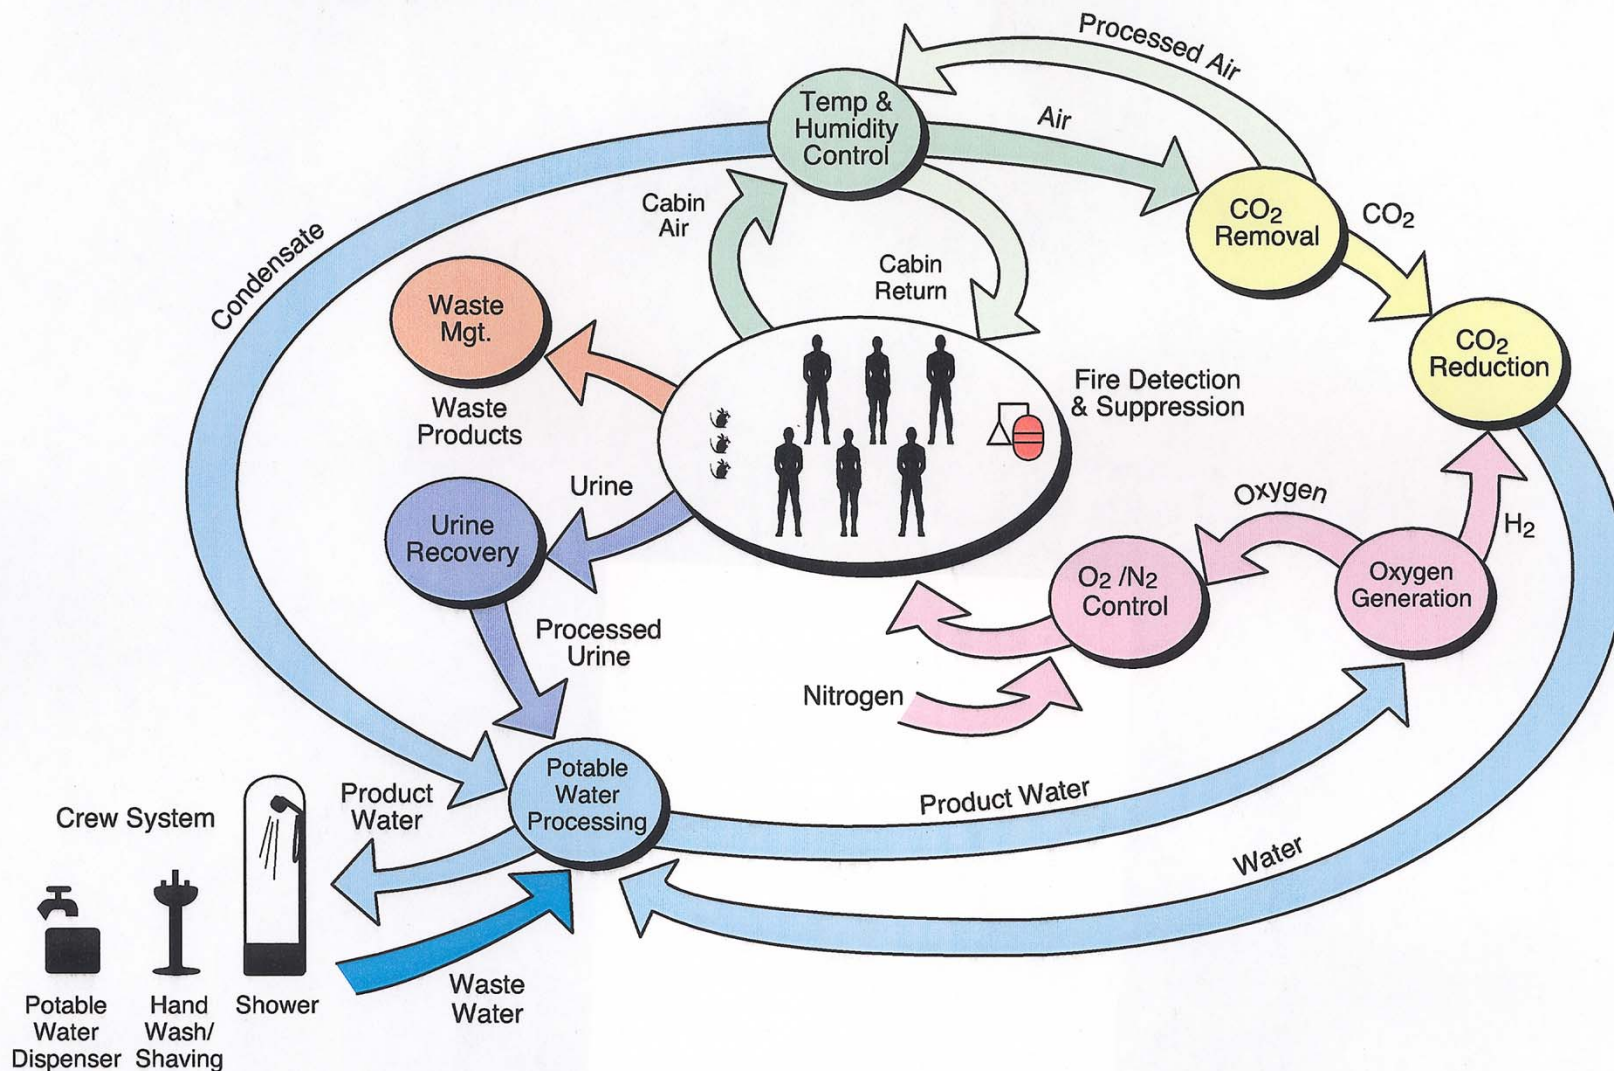 Processed Air
Temp &
Humidity
Control
Air
CO2
Removal
CO2
Cabin
Air
Cabin
Return
Condensate
Waste
Mgt.
CO2
Reduction
Fire Detection
& Suppression
Waste
Products
Urine
Oxygen
H2
Urine
Recovery
O2 /N2
Control
Oxygen
Generation
Processed
Urine
Nitrogen
Potable
Water
Processing
Product Water
Water
Product
Water
Crew System
Waste
Water
Potable
Water
Dispenser
Hand
Wash/
Shaving
Shower